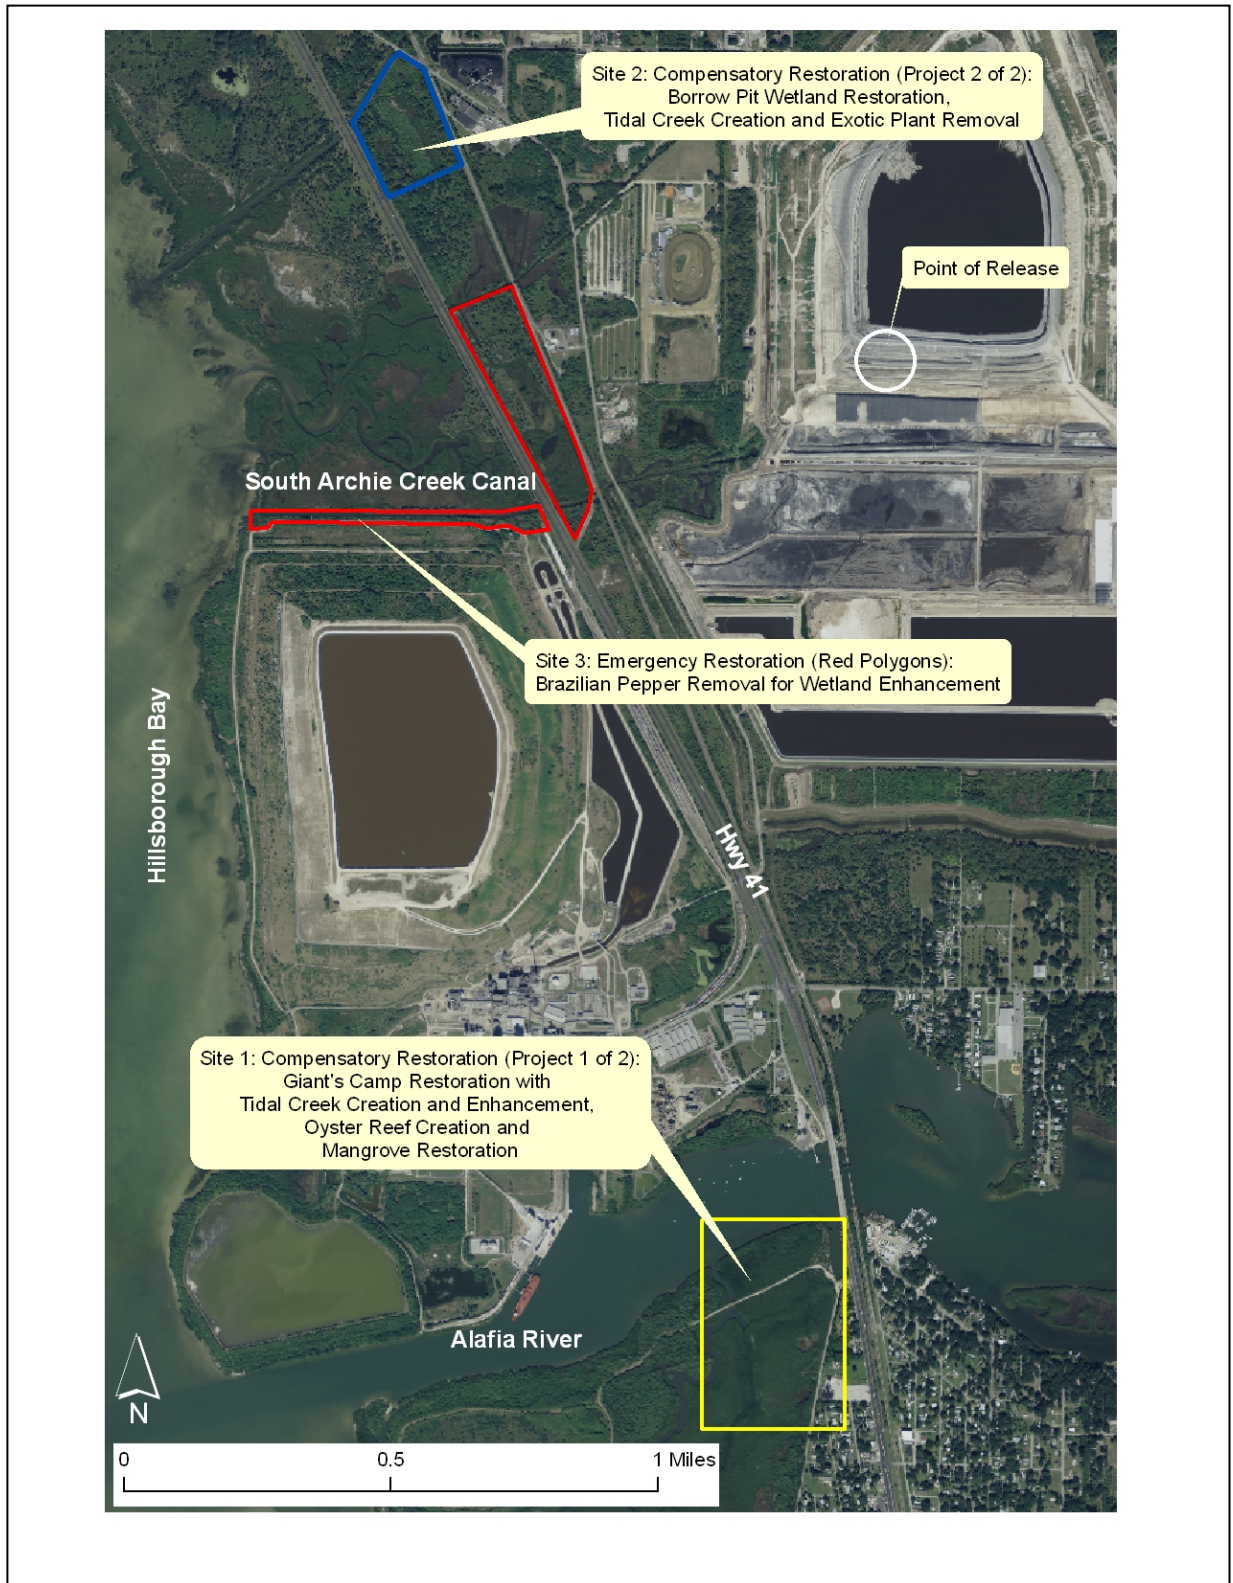 Site 2: Compensatory Restoration (Project 2 of 2):
Borrow Pit Wetland Restoration,
Tidal Creek Creation and Exotic Plant Removal
Point of Release
South Archie Creek Canal
Site 3: Emergency Restoration (Red Polygons):
Brazilian Pepper Removal for Wetland Enhancement
Hillsborough Bay
Hwy 41
Site 1: Compensatory Restoration (Project 1 of 2):
Giant's Camp Restoration with
Tidal Creek Creation and Enhancement,
Oyster Reef Creation and
Mangrove Restoration
Alafia River
N
0 0.5 1 Miles